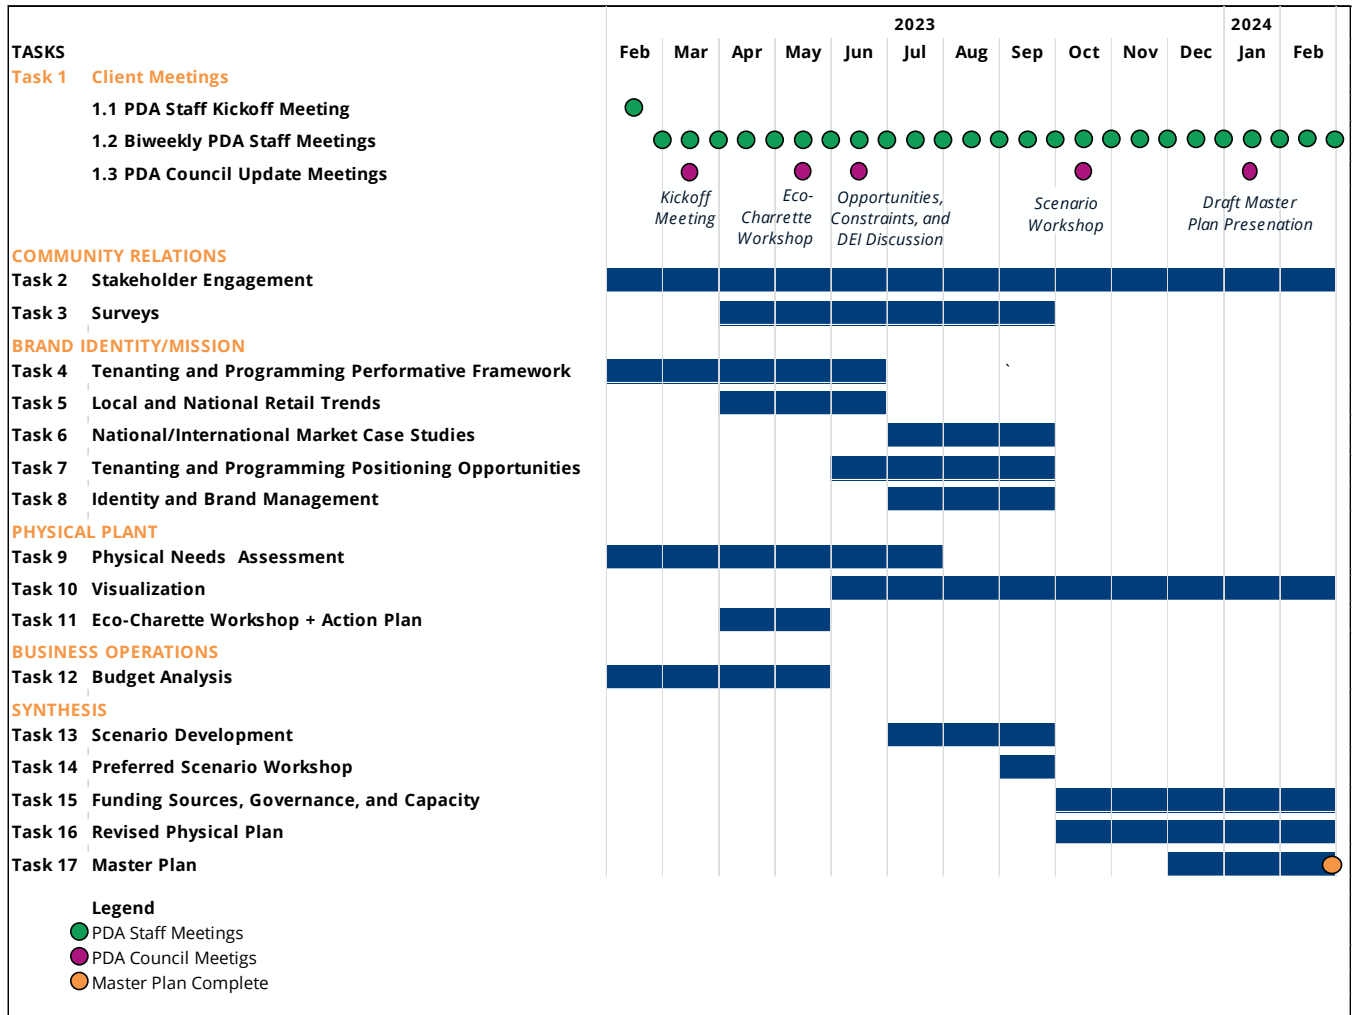 2023 2024
TASKS Feb Mar Apr May Jun Jul Aug Sep Oct Nov Dec Jan Feb
Task 1 Client Meetings
1.1 PDA Staff Kickoff Meeting
1.2 Biweekly PDA Staff Meetings
1.3 PDA Council Update Meetings
Kickoff
Meeting
Eco-
Charrette
Workshop
Opportunities,
Constraints, and
DEI Discussion
Scenario
Workshop
Draft Master
Plan Presenation
COMMUNITY RELATIONS
Task 2 Stakeholder Engagement
Task 3 Surveys
BRAND IDENTITY/MISSION
Task 4 Tenanting and Programming Performative Framework `
Task 5 Local and National Retail Trends
Task 6 National/International Market Case Studies
Task 7 Tenanting and Programming Positioning Opportunities
Task 8 Identity and Brand Management
PHYSICAL PLANT
Task 9 Physical Needs Assessment
Task 10 Visualization
Task 11 Eco-Charette Workshop + Action Plan
BUSINESS OPERATIONS
Task 12 Budget Analysis
SYNTHESIS
Task 13 Scenario Development
Task 14 Preferred Scenario Workshop
Task 15 Funding Sources, Governance, and Capacity
Task 16 Revised Physical Plan
Task 17 Master Plan
Legend
PDA Staff Meetings
PDA Council Meetigs
Master Plan Complete